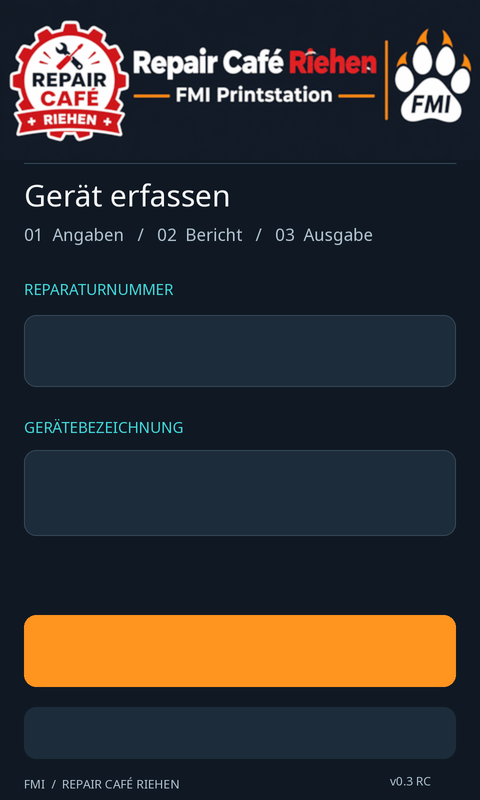 REPAIR
CAFÉ
RIEHEN
Repair Café Riehen
FMI Printstation
FMI
Gerät erfassen
01 Angaben / 02 Bericht / 03 Ausgabe
REPARATURNUMMER
GERÄTEBEZEICHNUNG
FMI / REPAIR CAFÉ RIEHEN
v0.3 RC